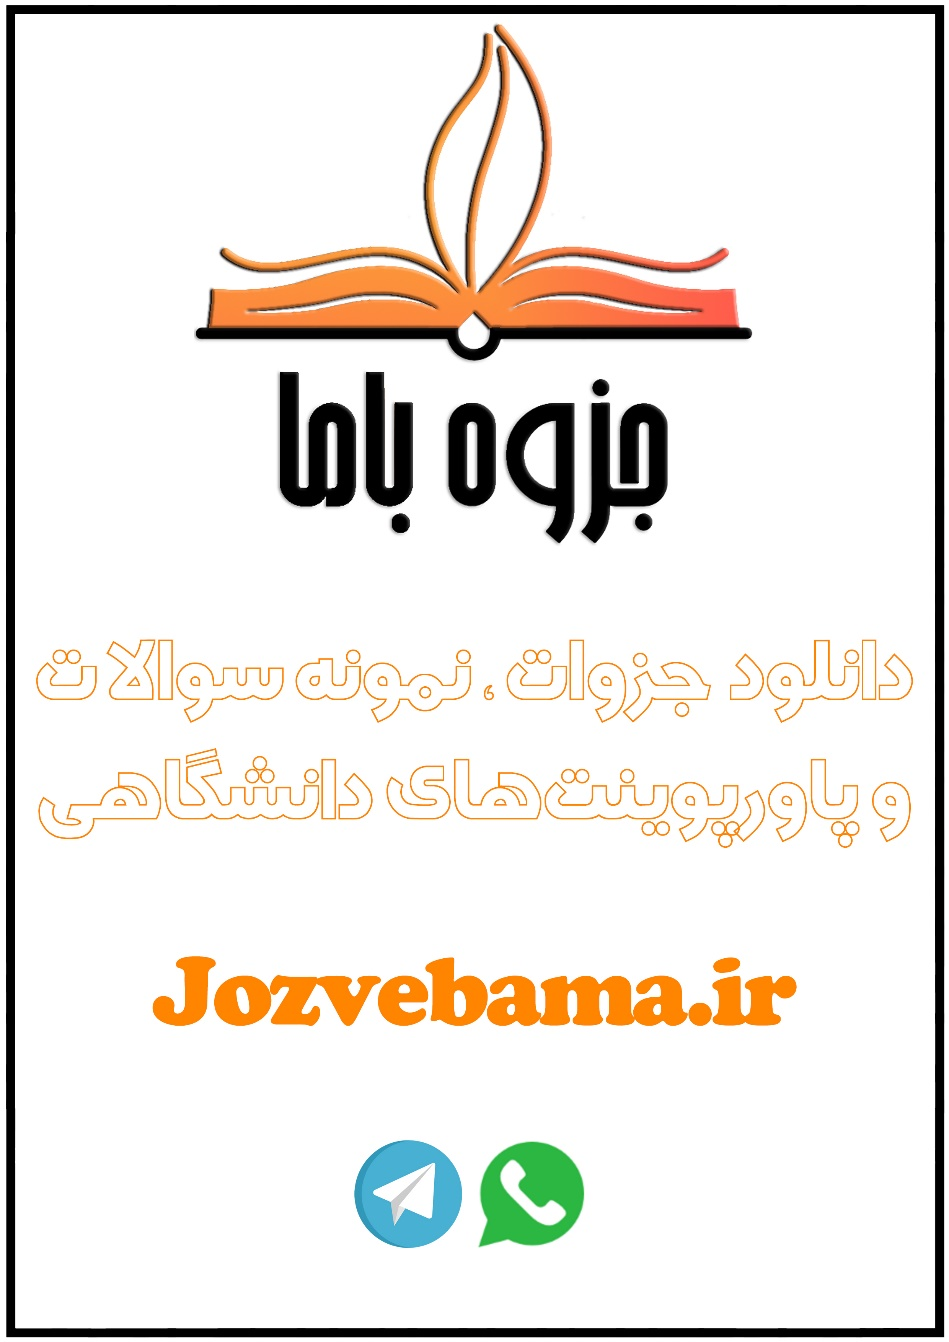 جزوه باما
دانلود جزوات ، نمونه سوالات
و پاورپوینت‌های دانشگاهی
Jozvebama.ir